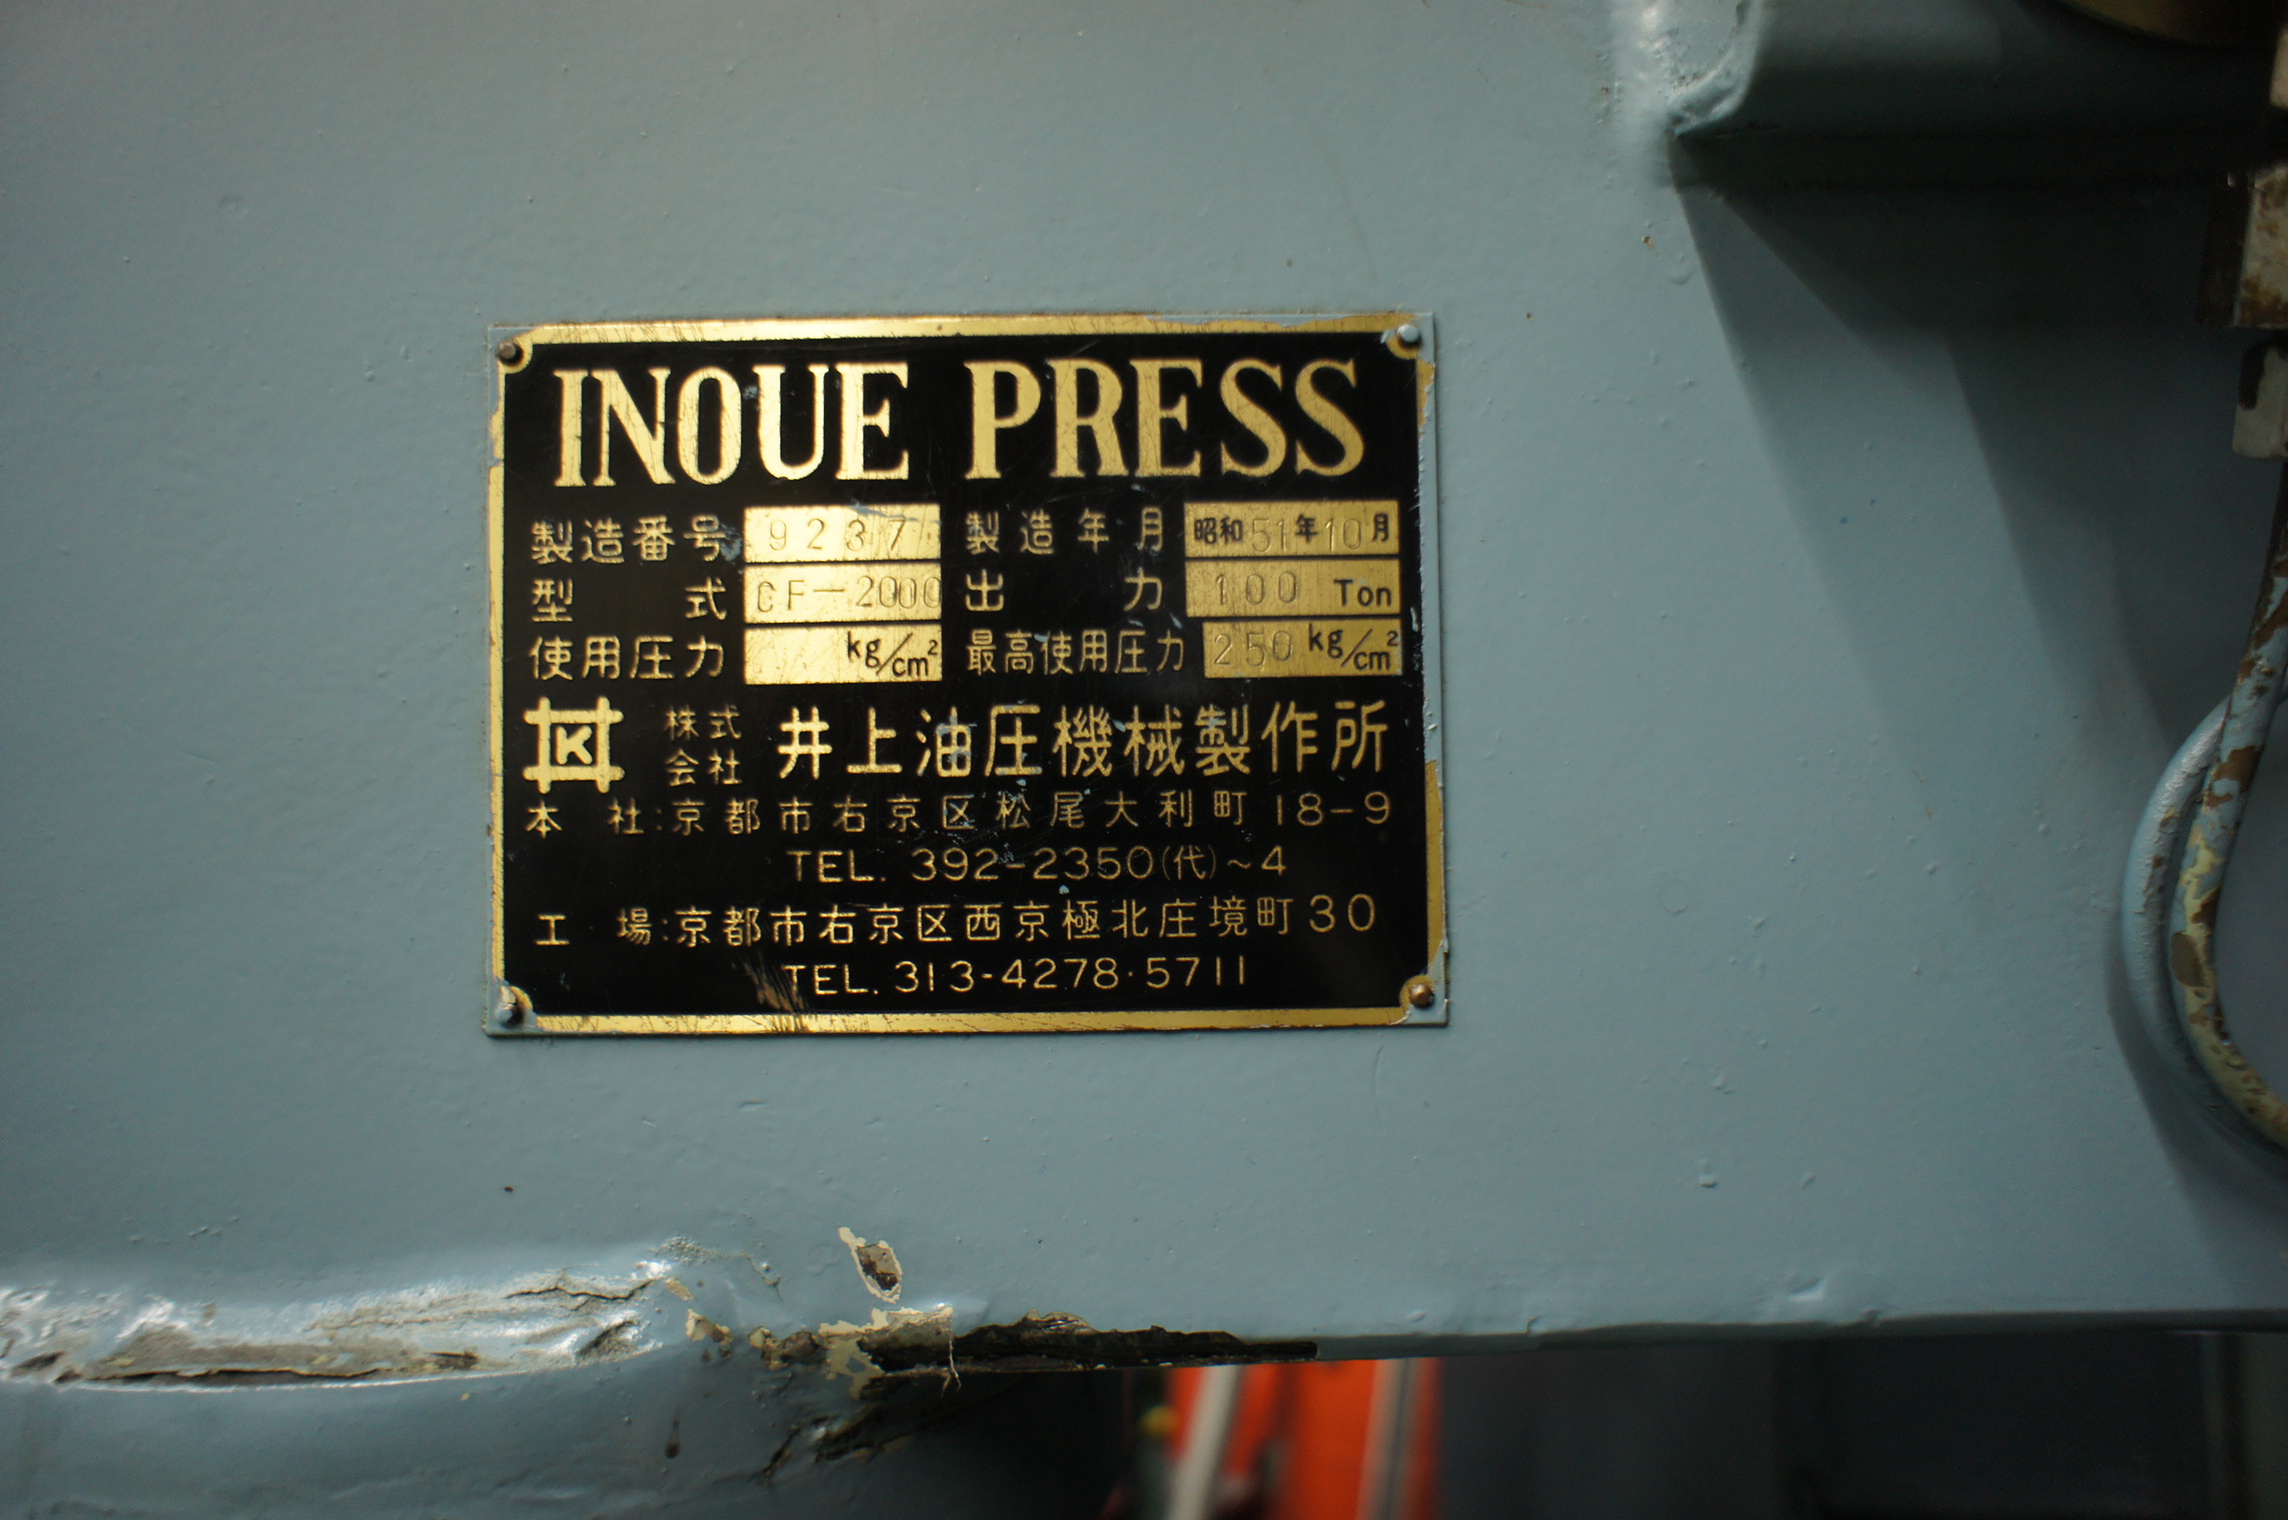 INOUE PRESS
製造番号 9237 製造年月 昭和51年10月
型式 CF-2000 出力 100 Ton
使用圧力 kg/cm² 最高使用圧力 250 kg/cm²
K 株式会社 井上油圧機械製作所
本社:京都市右京区松尾大利町18-9
TEL. 392-2350(代)~4
工場:京都市右京区西京極北庄境町30
TEL. 313-4278·5711